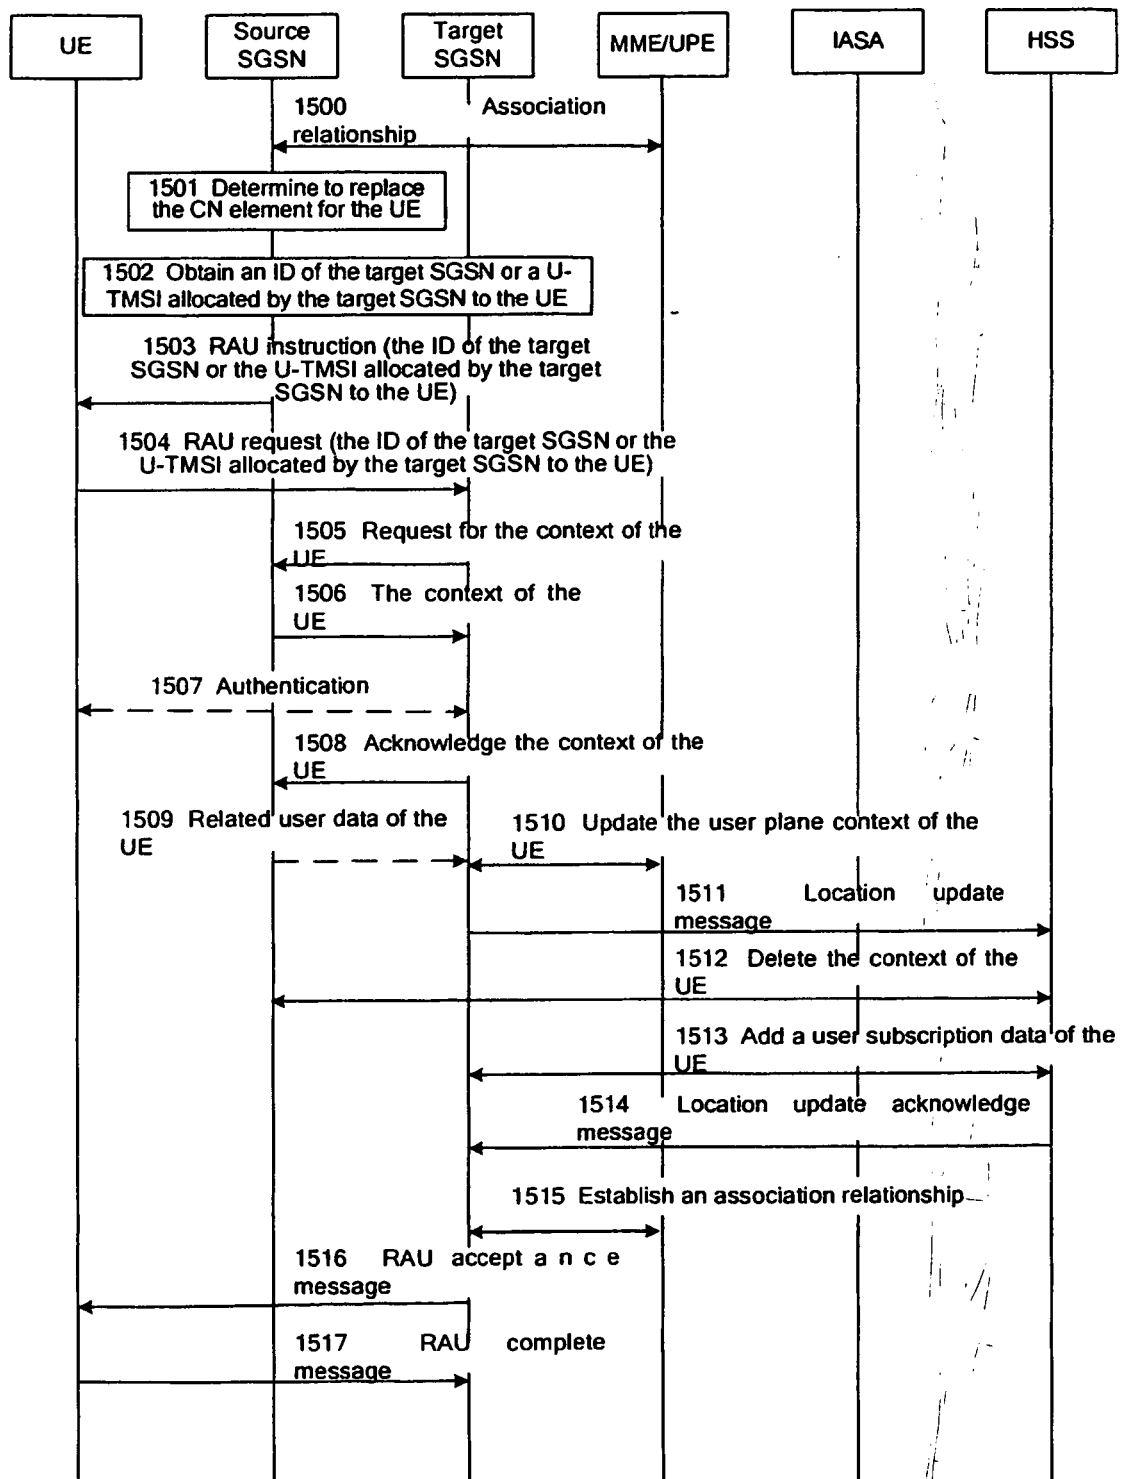 UE
Source
SGSN
Target
SGSN
MME/UPE
IASA
HSS
1500 Association
relationship
1501 Determine to replace
the CN element for the UE
1502 Obtain an ID of the target SGSN or a U-
TMSI allocated by the target SGSN to the UE
1503 RAU instruction (the ID of the target
SGSN or the U-TMSI allocated by the target
SGSN to the UE)
1504 RAU request (the ID of the target SGSN or the
U-TMSI allocated by the target SGSN to the UE)
1505 Request for the context of the
UE
1506 The context of the
UE
1507 Authentication
1508 Acknowledge the context of the
UE
1509 Related user data of the
UE
1510 Update the user plane context of the
UE
1511 Location update
message
1512 Delete the context of the
UE
1513 Add a user subscription data of the
UE
1514 Location update acknowledge
message
1515 Establish an association relationship
1516 RAU accept a n c e
message
1517 RAU complete
message